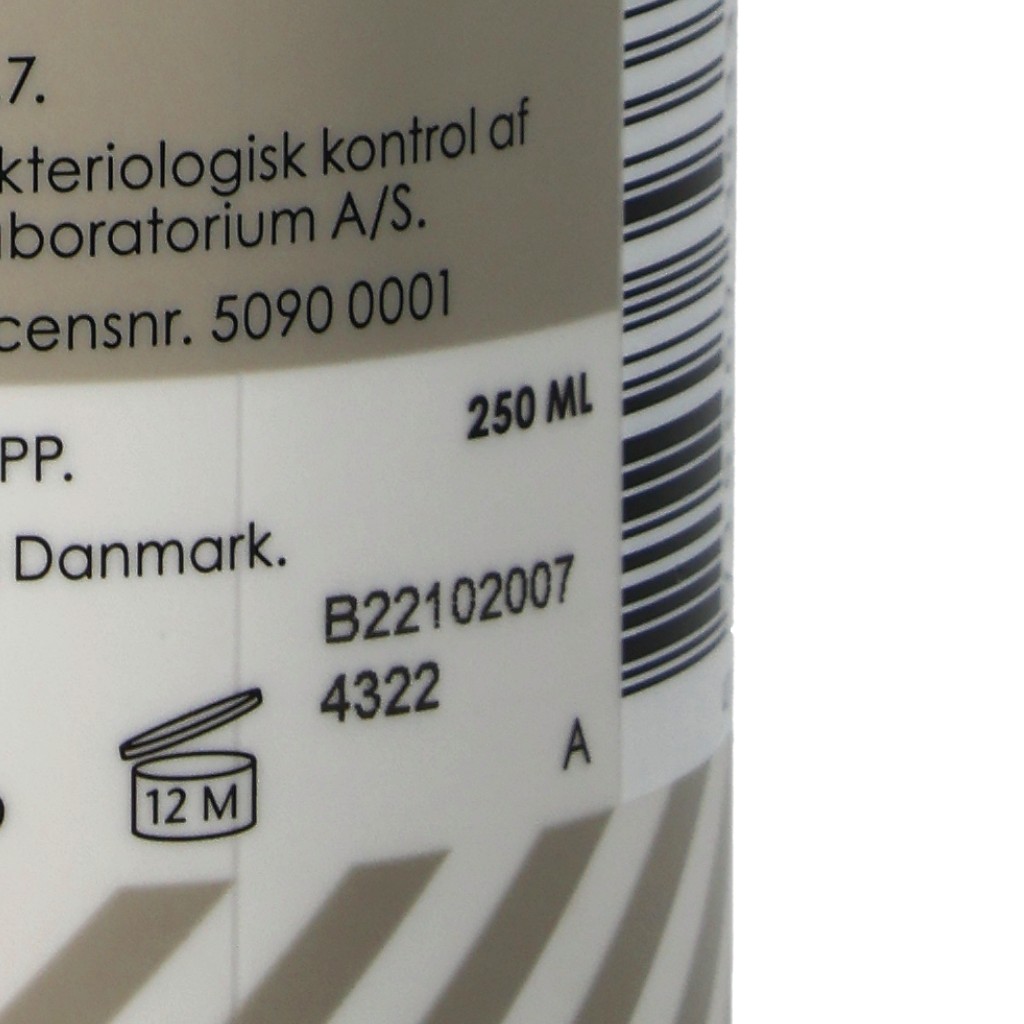 .7.
kteriologisk kontrol af
boratorium A/S.
censnr. 5090 0001
250 ML
PP.
Danmark.
B22102007
4322
A
12 M